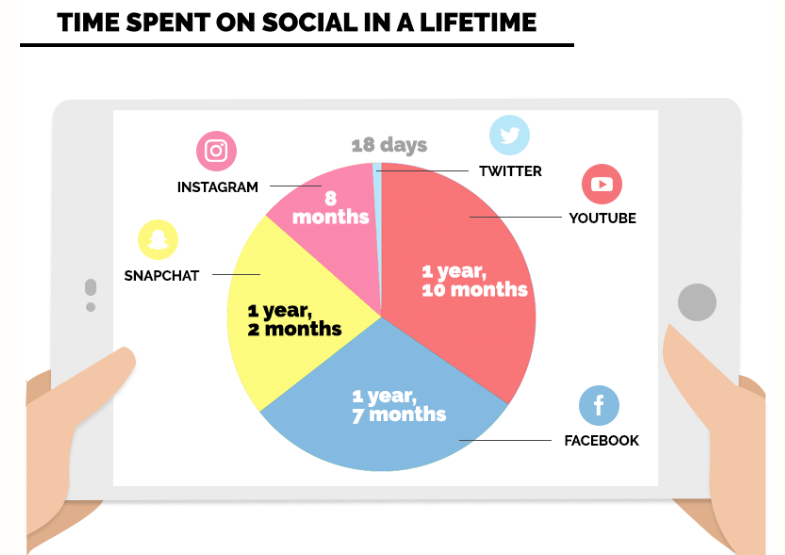 TIME SPENT ON SOCIAL IN A LIFETIME
18 days
TWITTER
INSTAGRAM
YOUTUBE
8
months
SNAPCHAT
1 year,
10 months
1 year,
2 months
1 year,
7 months
f
FACEBOOK